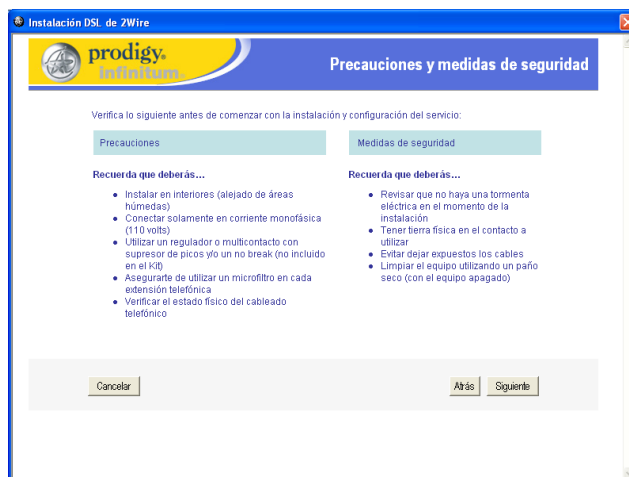 Instalación DSL de 2Wire
prodigy®
infinitum®
Precauciones y medidas de seguridad
Verifica lo siguiente antes de comenzar con la instalación y configuración del servicio:
Precauciones
Recuerda que deberás...
• Instalar en interiores (alejado de áreas
húmedas)
• Conectar solamente en corriente monofásica
(110 volts)
• Utilizar un regulador o multicontacto con
supresor de picos y/o un no break (no incluido
en el Kit)
• Asegurarte de utilizar un microfiltro en cada
extensión telefónica
• Verificar el estado físico del cableado
telefónico
Medidas de seguridad
Recuerda que deberás...
• Revisar que no haya una tormenta
eléctrica en el momento de la
instalación
• Tener tierra física en el contacto a
utilizar
• Evitar dejar expuestos los cables
• Limpiar el equipo utilizando un paño
seco (con el equipo apagado)
Cancelar
Atrás
Siguiente